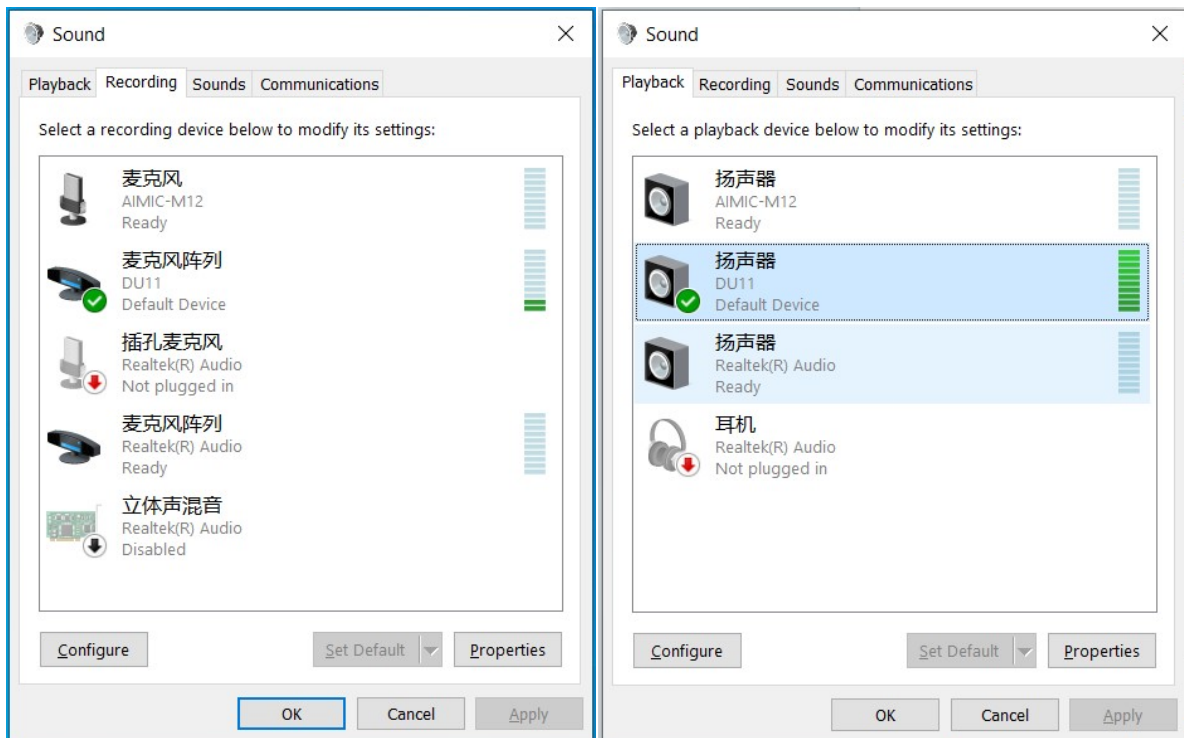 Sound
Playback Recording Sounds Communications
Select a recording device below to modify its settings:
麦克风
AIMIC-M12
Ready
麦克风阵列
DU11
Default Device
插孔麦克风
Realtek(R) Audio
Not plugged in
麦克风阵列
Realtek(R) Audio
Ready
立体声混音
Realtek(R) Audio
Disabled
Configure Set Default Properties
OK Cancel Apply
Sound
Playback Recording Sounds Communications
Select a playback device below to modify its settings:
扬声器
AIMIC-M12
Ready
扬声器
DU11
Default Device
扬声器
Realtek(R) Audio
Ready
耳机
Realtek(R) Audio
Not plugged in
Configure Set Default Properties
OK Cancel Apply